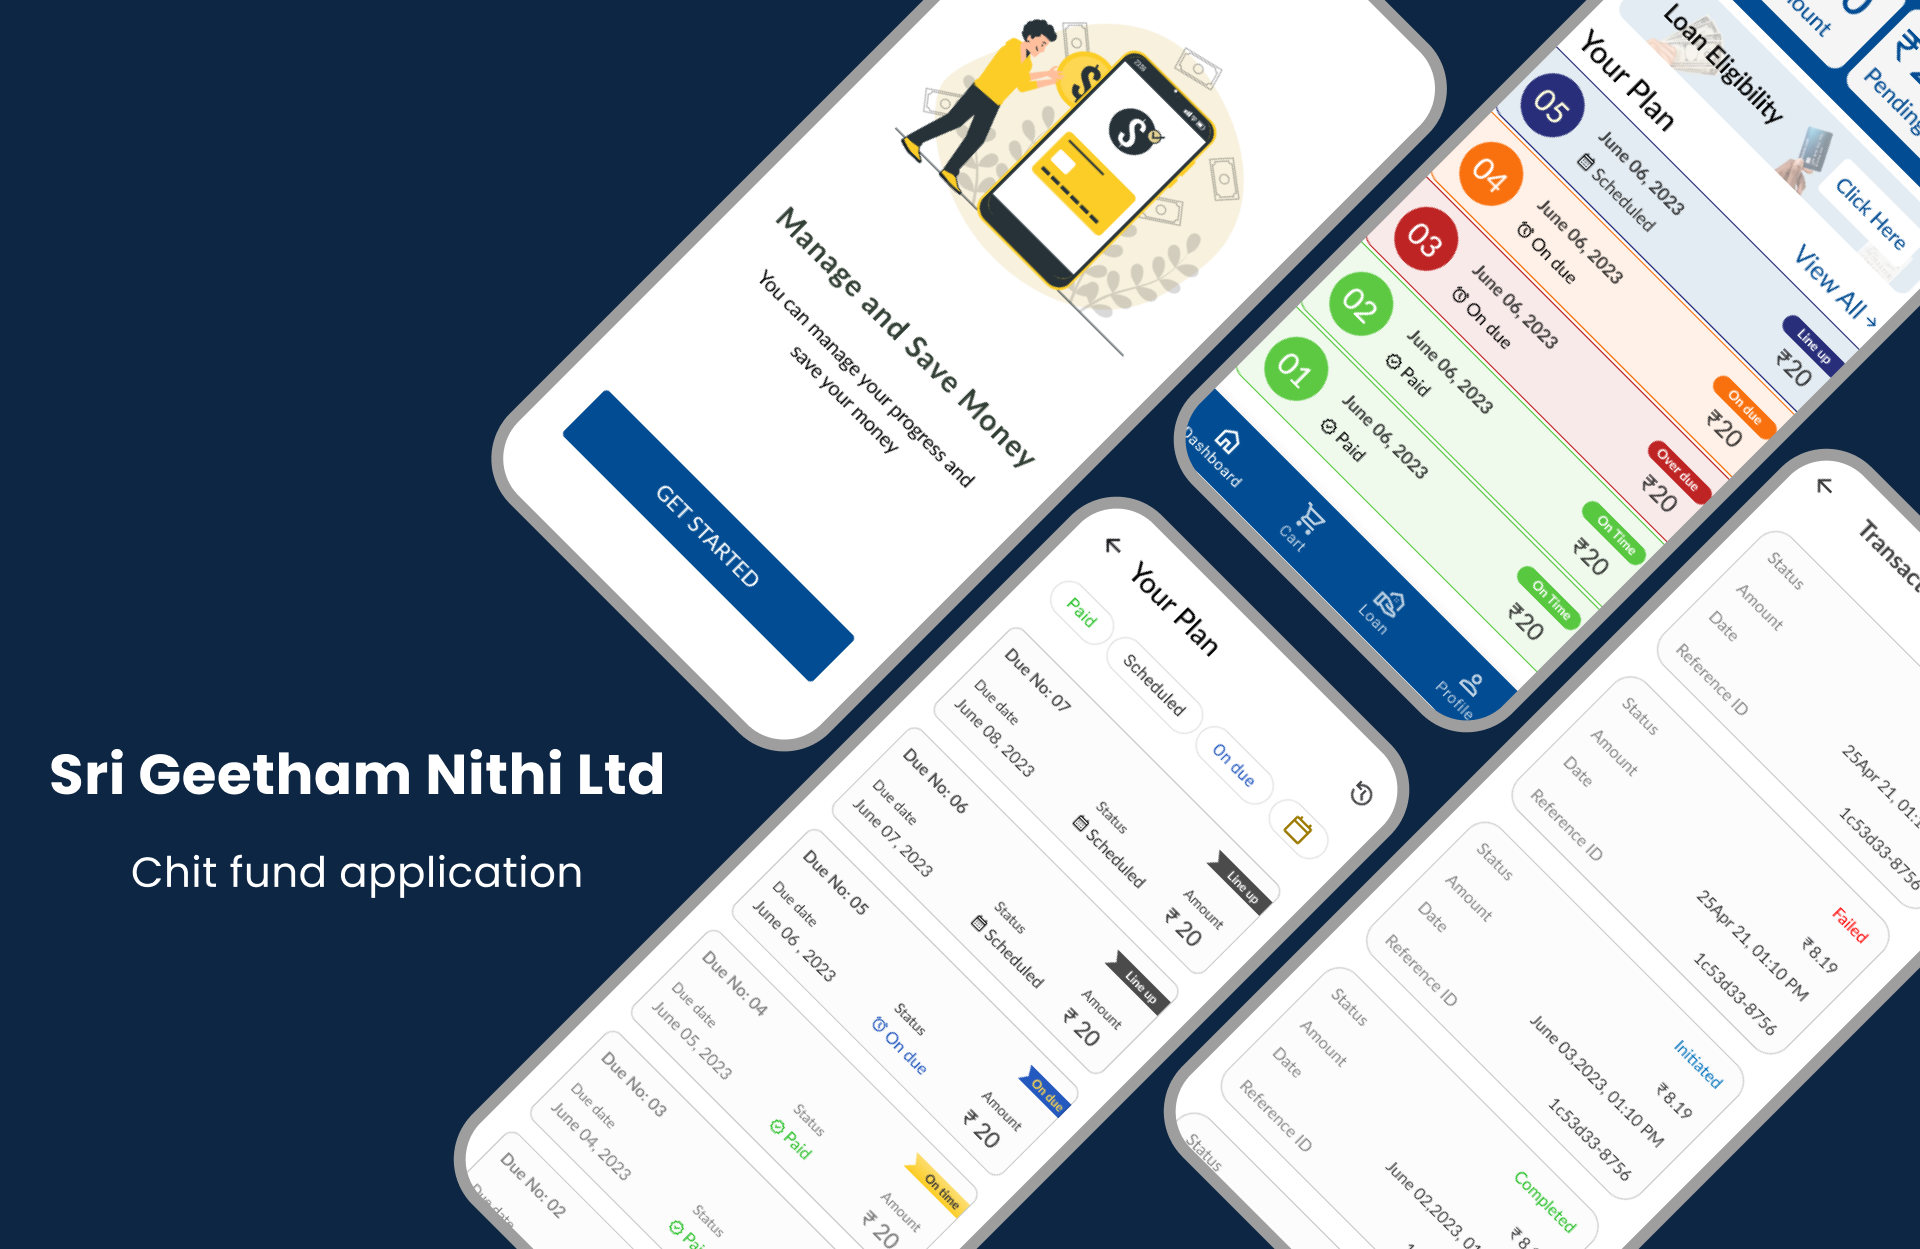 Sri Geetham Nithi Ltd
Chit fund application
Manage and Save Money
You can manage your progress and
save your money
GET STARTED
23:58
$
$
Pending
Loan Eligibility
Click Here
Your Plan
View All →
05
June 06, 2023
Scheduled
Line up
₹20
04
June 06, 2023
On due
On due
₹20
03
June 06, 2023
On due
Over due
₹20
02
June 06, 2023
Paid
On Time
₹20
01
June 06, 2023
Paid
On Time
₹20
Dashboard
Cart
Loan
Profile
Your Plan
Paid
Scheduled
On due
Due No: 07
Line up
Due date
Status
Amount
June 08, 2023
Scheduled
₹ 20
Due No: 06
Line up
Due date
Status
Amount
June 07, 2023
Scheduled
₹ 20
Due No: 05
On due
Due date
Status
Amount
June 06 , 2023
On due
₹ 20
Due No: 04
On time
Due date
Status
Amount
June 05, 2023
Paid
₹ 20
Due No: 03
Due date
Status
June 04, 2023
Due No: 02
Due date
Status
Amount
Date
25Apr 21, 01:1
Reference ID
1c53d33-8756
Status
Failed
Amount
₹8.19
Date
25Apr 21, 01:10 PM
Reference ID
1c53d33-8756
Status
Initiated
Amount
₹8.19
Date
June 03,2023, 01:10 PM
Reference ID
1c53d33-8756
Status
Completed
Amount
Date
June 02,2023,
Reference ID
Status